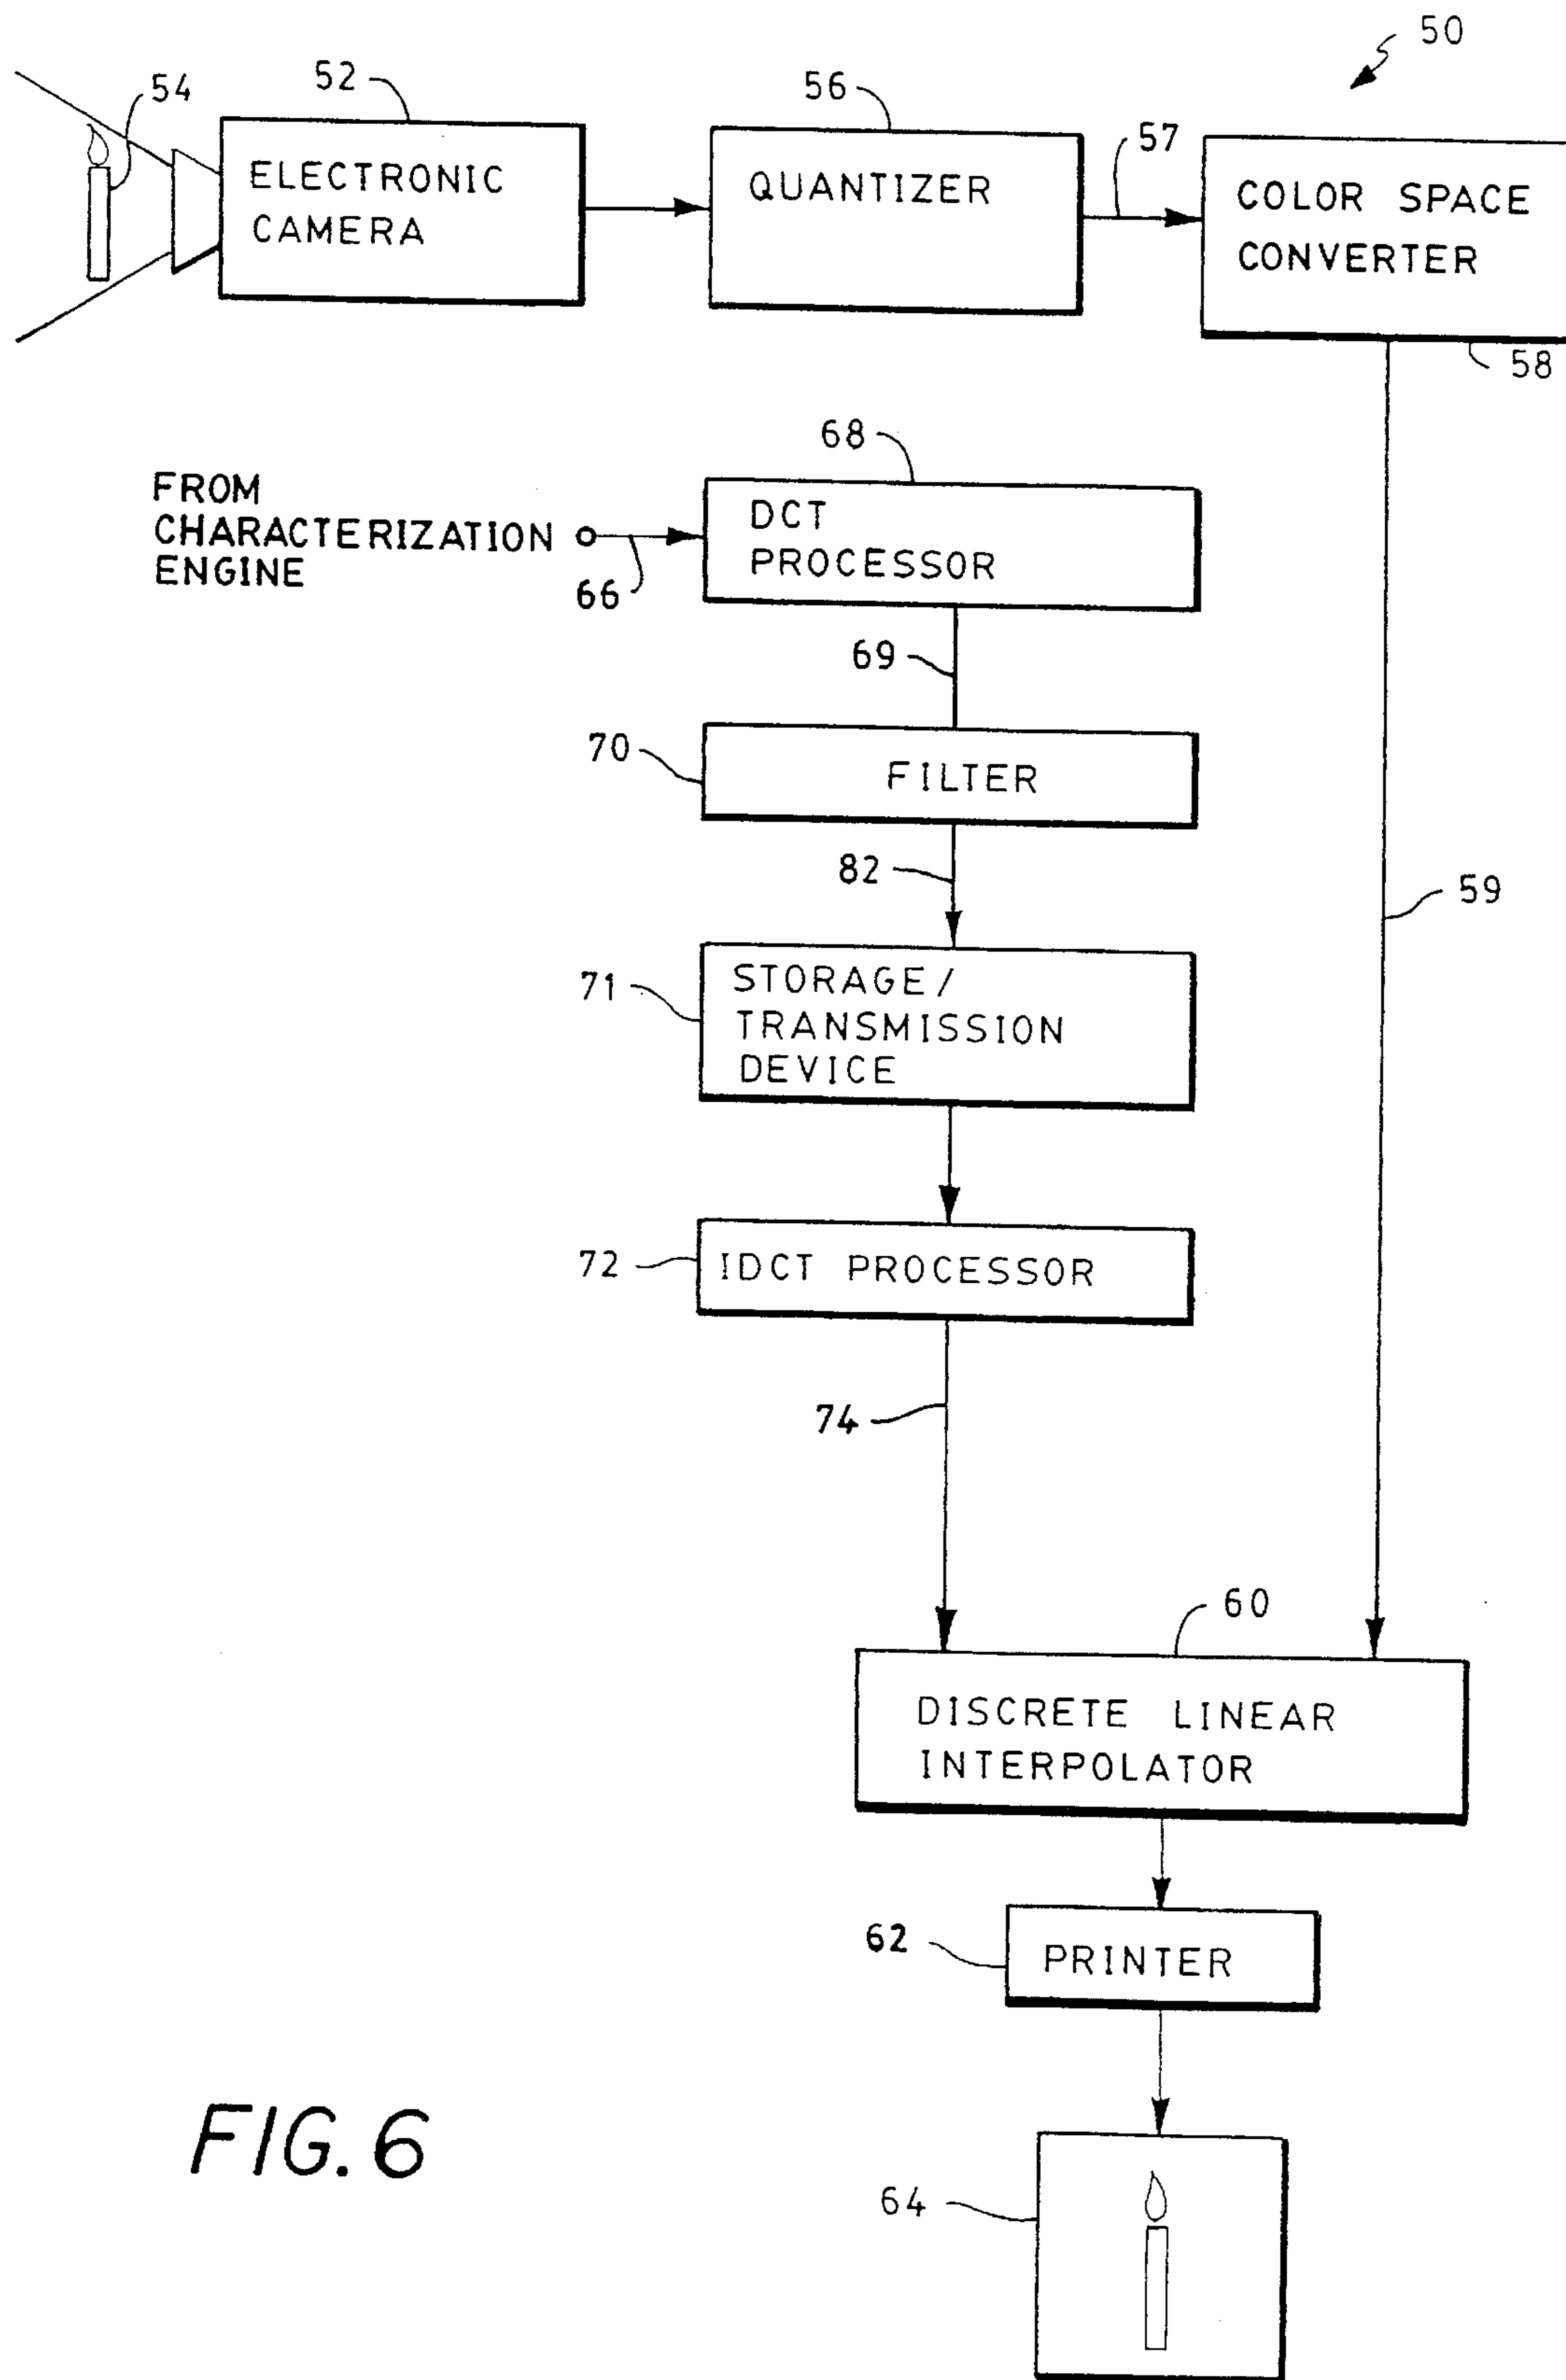 50
54
52
ELECTRONIC
CAMERA
56
QUANTIZER
57
COLOR SPACE
CONVERTER
58
FROM
CHARACTERIZATION
ENGINE
66
68
DCT
PROCESSOR
69
70
FILTER
82
59
71
STORAGE/
TRANSMISSION
DEVICE
72
IDCT PROCESSOR
74
60
DISCRETE LINEAR
INTERPOLATOR
62
PRINTER
64
FIG. 6